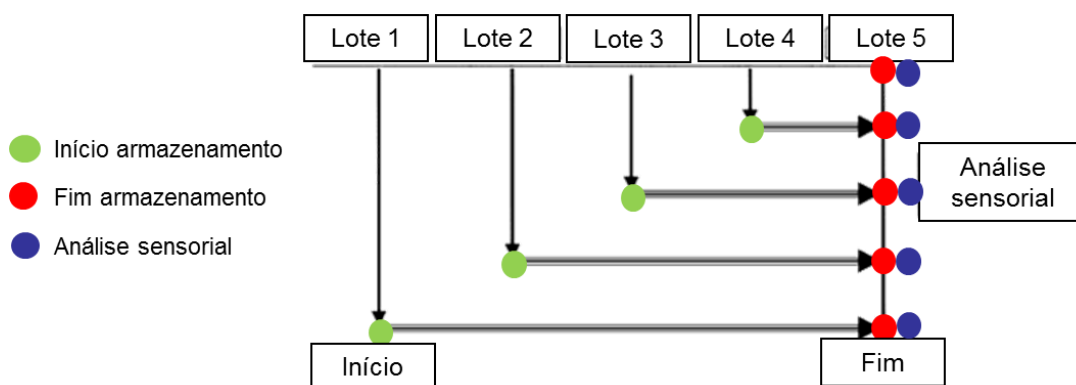 Lote 1
Lote 2
Lote 3
Lote 4
Lote 5
Início armazenamento
Fim armazenamento
Análise sensorial
Análise
sensorial
Início
Fim